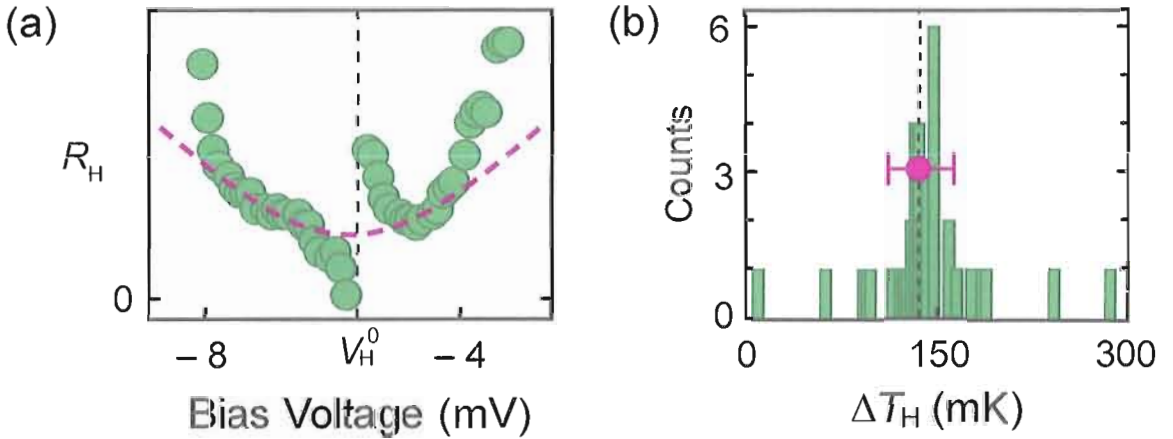 (a)
R_H
0
– 8
V_H^0
– 4
Bias Voltage (mV)
(b)
Counts
6
3
0
0
150
300
ΔT_H (mK)